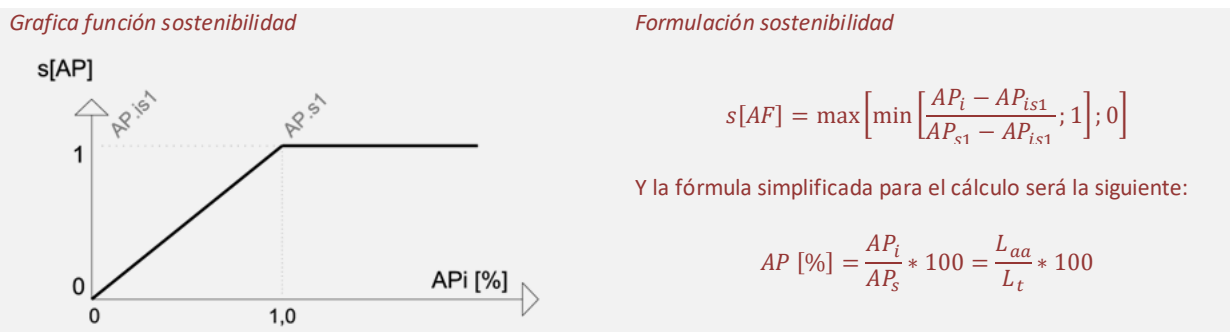 Grafica función sostenibilidad
s[AP]
AP.is1
AP.s1
1
0
APi [%]
0
1,0
Formulación sostenibilidad
s[AF] = max[min[(AP_i − AP_is1)/(AP_s1 − AP_is1); 1]; 0]
Y la fórmula simplificada para el cálculo será la siguiente:
AP [%] = AP_i/AP_s * 100 = L_aa/L_t * 100